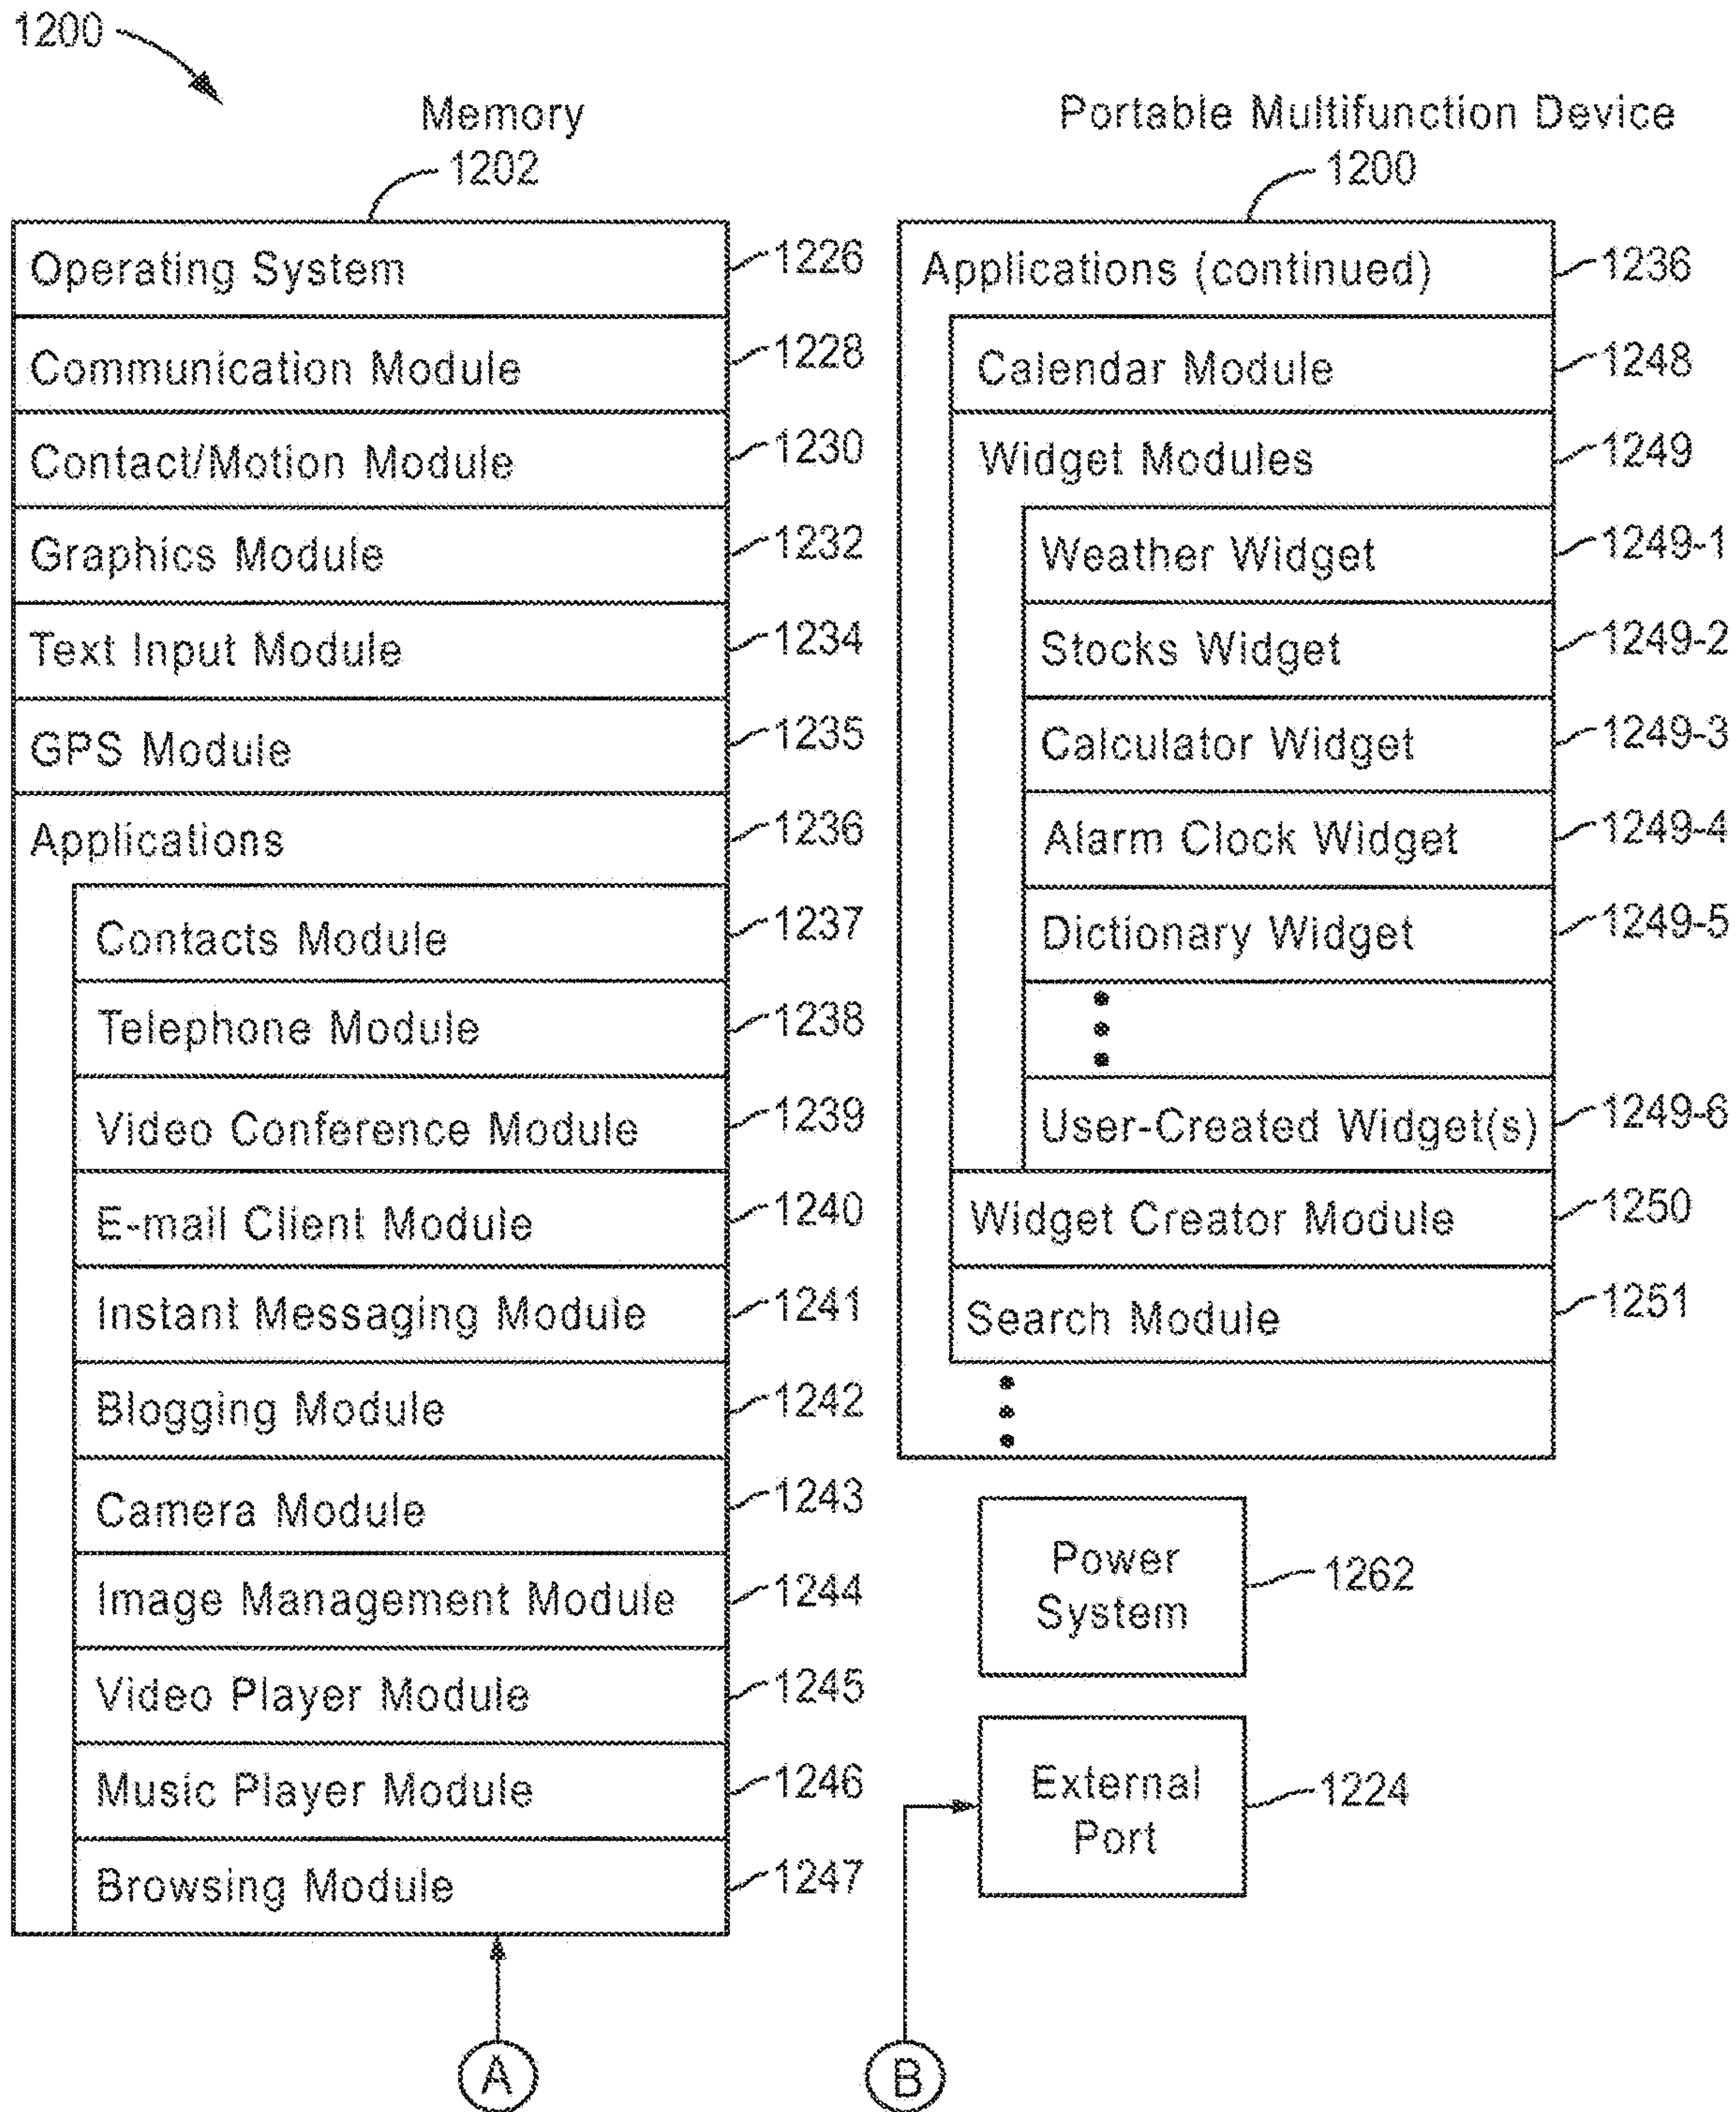 1200
Memory
1202
Operating System 1226
Communication Module 1228
Contact/Motion Module 1230
Graphics Module 1232
Text Input Module 1234
GPS Module 1235
Applications 1236
Contacts Module 1237
Telephone Module 1238
Video Conference Module 1239
E-mail Client Module 1240
Instant Messaging Module 1241
Blogging Module 1242
Camera Module 1243
Image Management Module 1244
Video Player Module 1245
Music Player Module 1246
Browsing Module 1247
A
Portable Multifunction Device
1200
Applications (continued) 1236
Calendar Module 1248
Widget Modules 1249
Weather Widget 1249-1
Stocks Widget 1249-2
Calculator Widget 1249-3
Alarm Clock Widget 1249-4
Dictionary Widget 1249-5
User-Created Widget(s) 1249-6
Widget Creator Module 1250
Search Module 1251
Power
System
1262
External
Port
1224
B